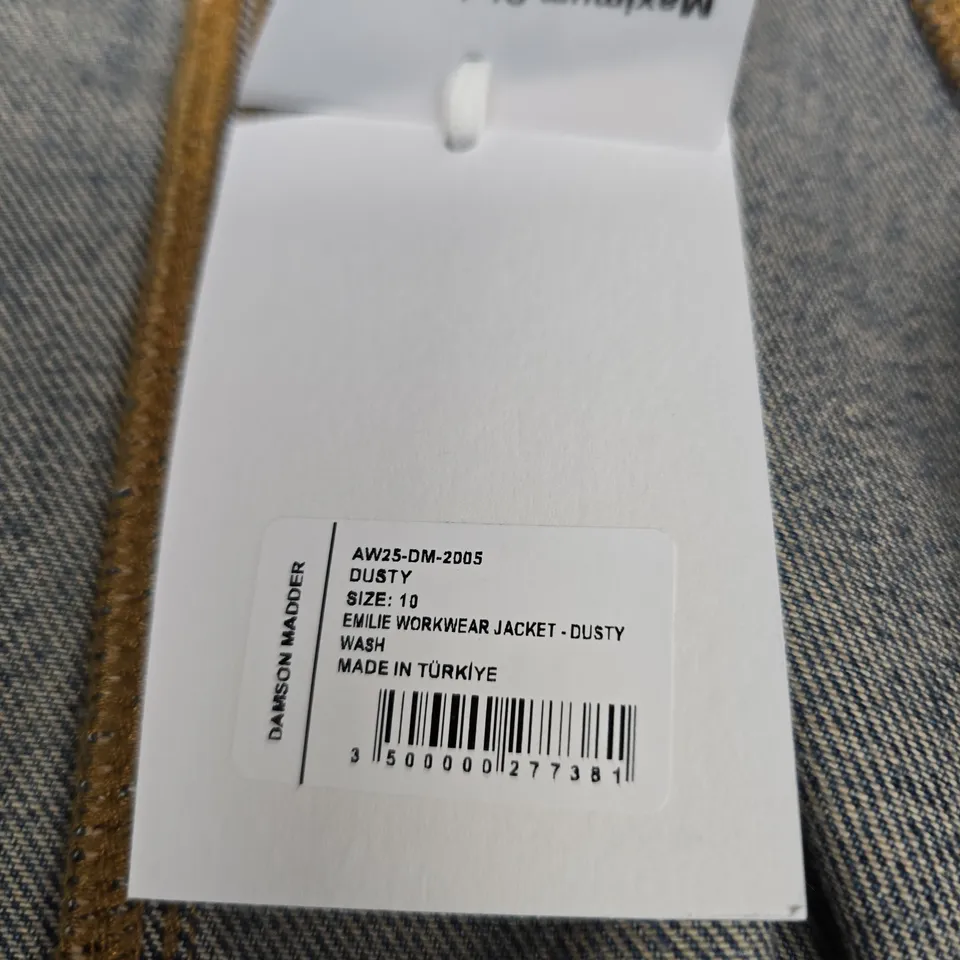 Maximum
DAMSON MADDER
AW25-DM-2005
DUSTY
SIZE: 10
EMILIE WORKWEAR JACKET - DUSTY
WASH
MADE IN TÜRKİYE
3 500000 277381